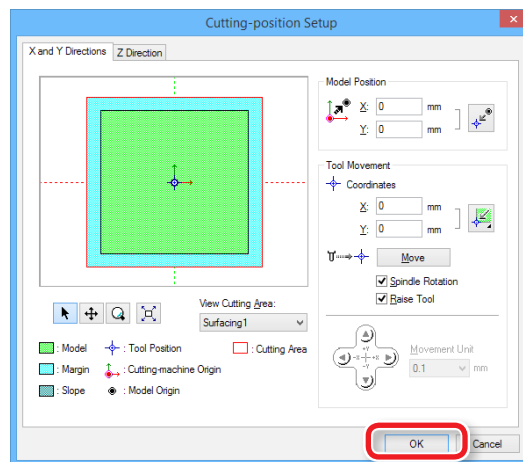 Cutting-position Setup
X and Y Directions
Z Direction
Model Position
X: 0 mm
Y: 0 mm
Tool Movement
Coordinates
X: 0 mm
Y: 0 mm
Move
Spindle Rotation
Raise Tool
View Cutting Area:
Surfacing1
: Model : Tool Position : Cutting Area
: Margin : Cutting-machine Origin
: Slope : Model Origin
+Y
-X +X
-Y
Movement Unit
0.1 mm
OK
Cancel